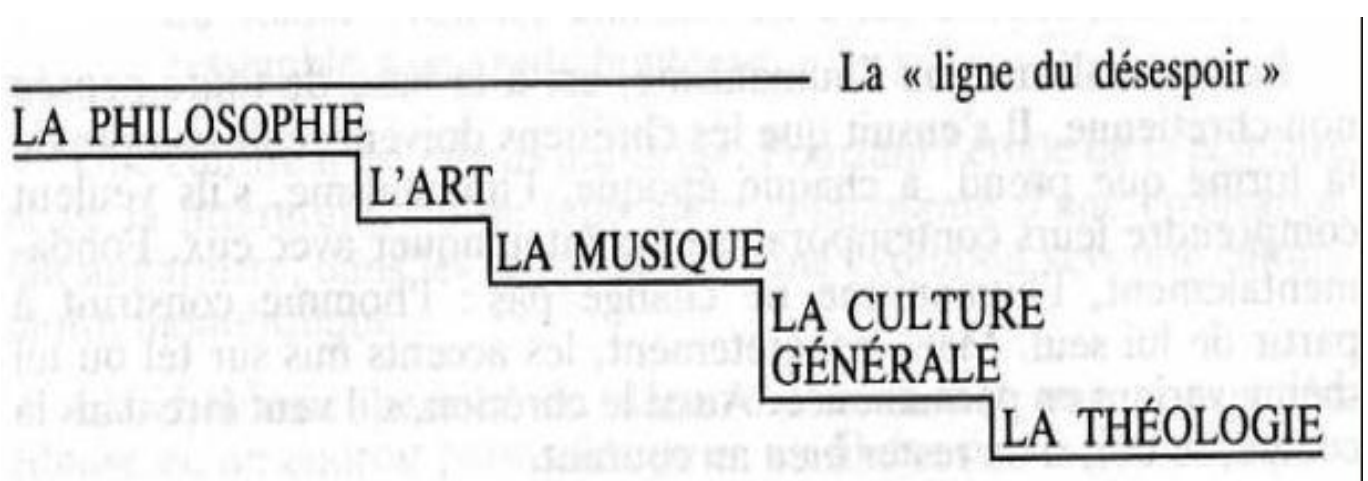 La « ligne du désespoir »
LA PHILOSOPHIE
L'ART
LA MUSIQUE
LA CULTURE
GÉNÉRALE
LA THÉOLOGIE